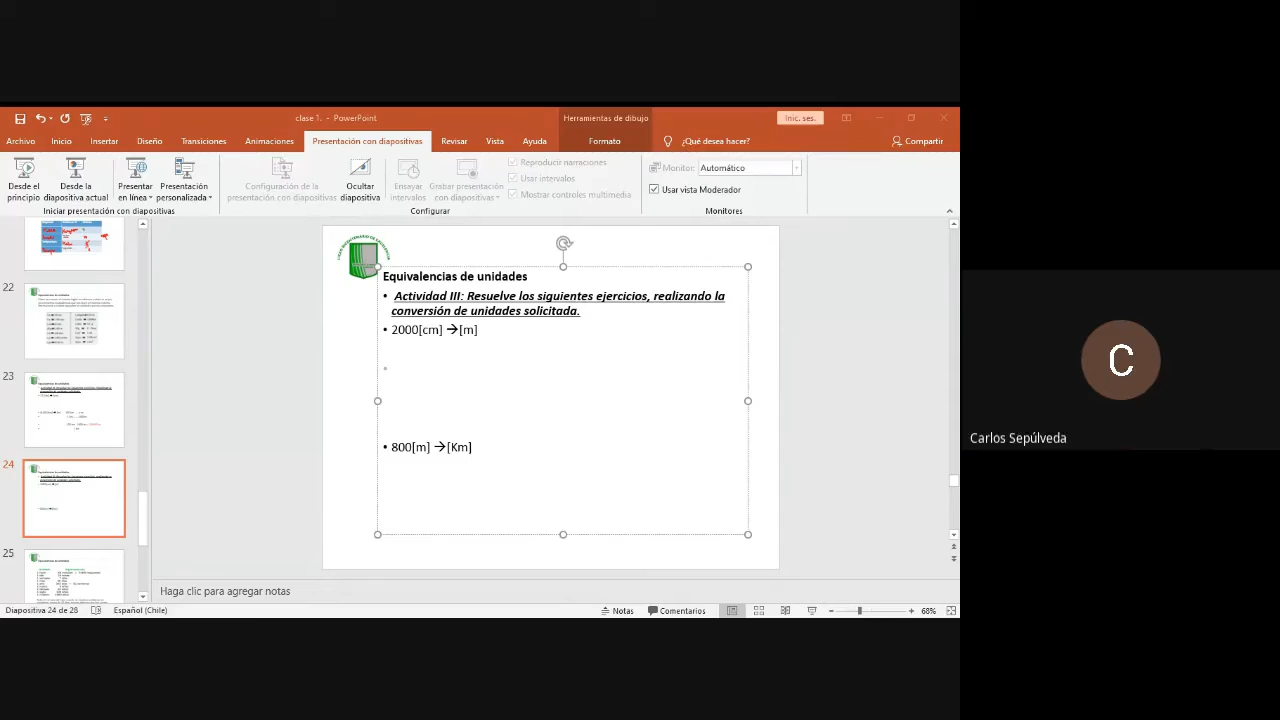 clase 1. - PowerPoint
Herramientas de dibujo
Inic. ses.
Archivo Inicio Insertar Diseño Transiciones Animaciones Presentación con diapositivas Revisar Vista Ayuda Formato ¿Qué desea hacer? Compartir
Desde el principio
Desde la diapositiva actual
Presentar en línea
Presentación personalizada
Iniciar presentación con diapositivas
Configuración de la presentación con diapositivas
Ocultar diapositiva
Ensayar intervalos
Grabar presentación con diapositivas
Reproducir narraciones
Usar intervalos
Mostrar controles multimedia
Configurar
Monitor: Automático
Usar vista Moderador
Monitores
22
23
24
25
Equivalencias de unidades
• Actividad III: Resuelve los siguientes ejercicios, realizando la
conversión de unidades solicitada.
• 2000[cm] →[m]
•
• 800[m] →[Km]
Haga clic para agregar notas
Diapositiva 24 de 28 Español (Chile) Notas Comentarios 68%
C
Carlos Sepúlveda